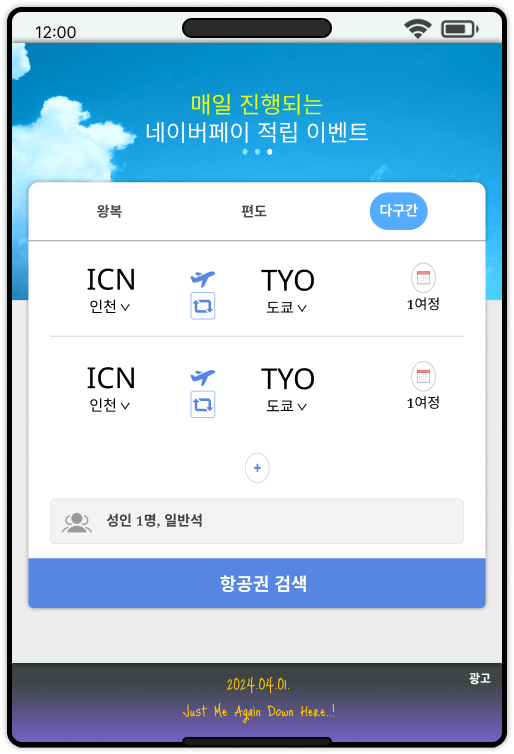 12:00
매일 진행되는
네이버페이 적립 이벤트
왕복 편도 다구간
ICN TYO
인천 도쿄 1여정
ICN TYO
인천 도쿄 1여정
+
성인 1명, 일반석
항공권 검색
광고
2024.04.01.
Just Me Again Down Here..!